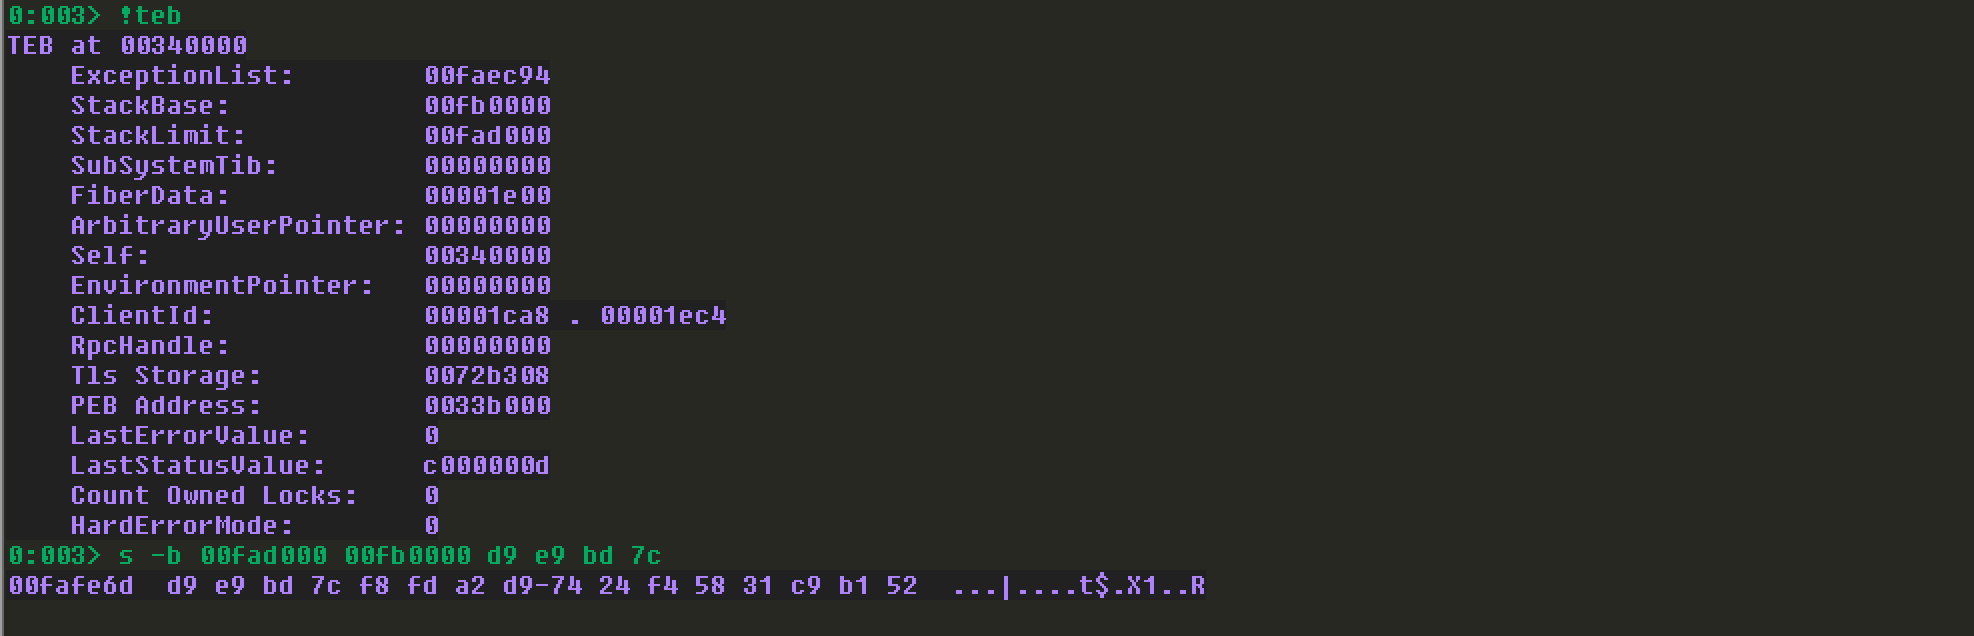 0:003> !teb
TEB at 00340000
    ExceptionList:        00faec94
    StackBase:            00fb0000
    StackLimit:           00fad000
    SubSystemTib:         00000000
    FiberData:            00001e00
    ArbitraryUserPointer: 00000000
    Self:                 00340000
    EnvironmentPointer:   00000000
    ClientId:             00001ca8 . 00001ec4
    RpcHandle:            00000000
    Tls Storage:          0072b308
    PEB Address:          0033b000
    LastErrorValue:       0
    LastStatusValue:      c000000d
    Count Owned Locks:    0
    HardErrorMode:        0
0:003> s -b 00fad000 00fb0000 d9 e9 bd 7c
00fafe6d  d9 e9 bd 7c f8 fd a2 d9-74 24 f4 58 31 c9 b1 52  ...|....t$.X1..R